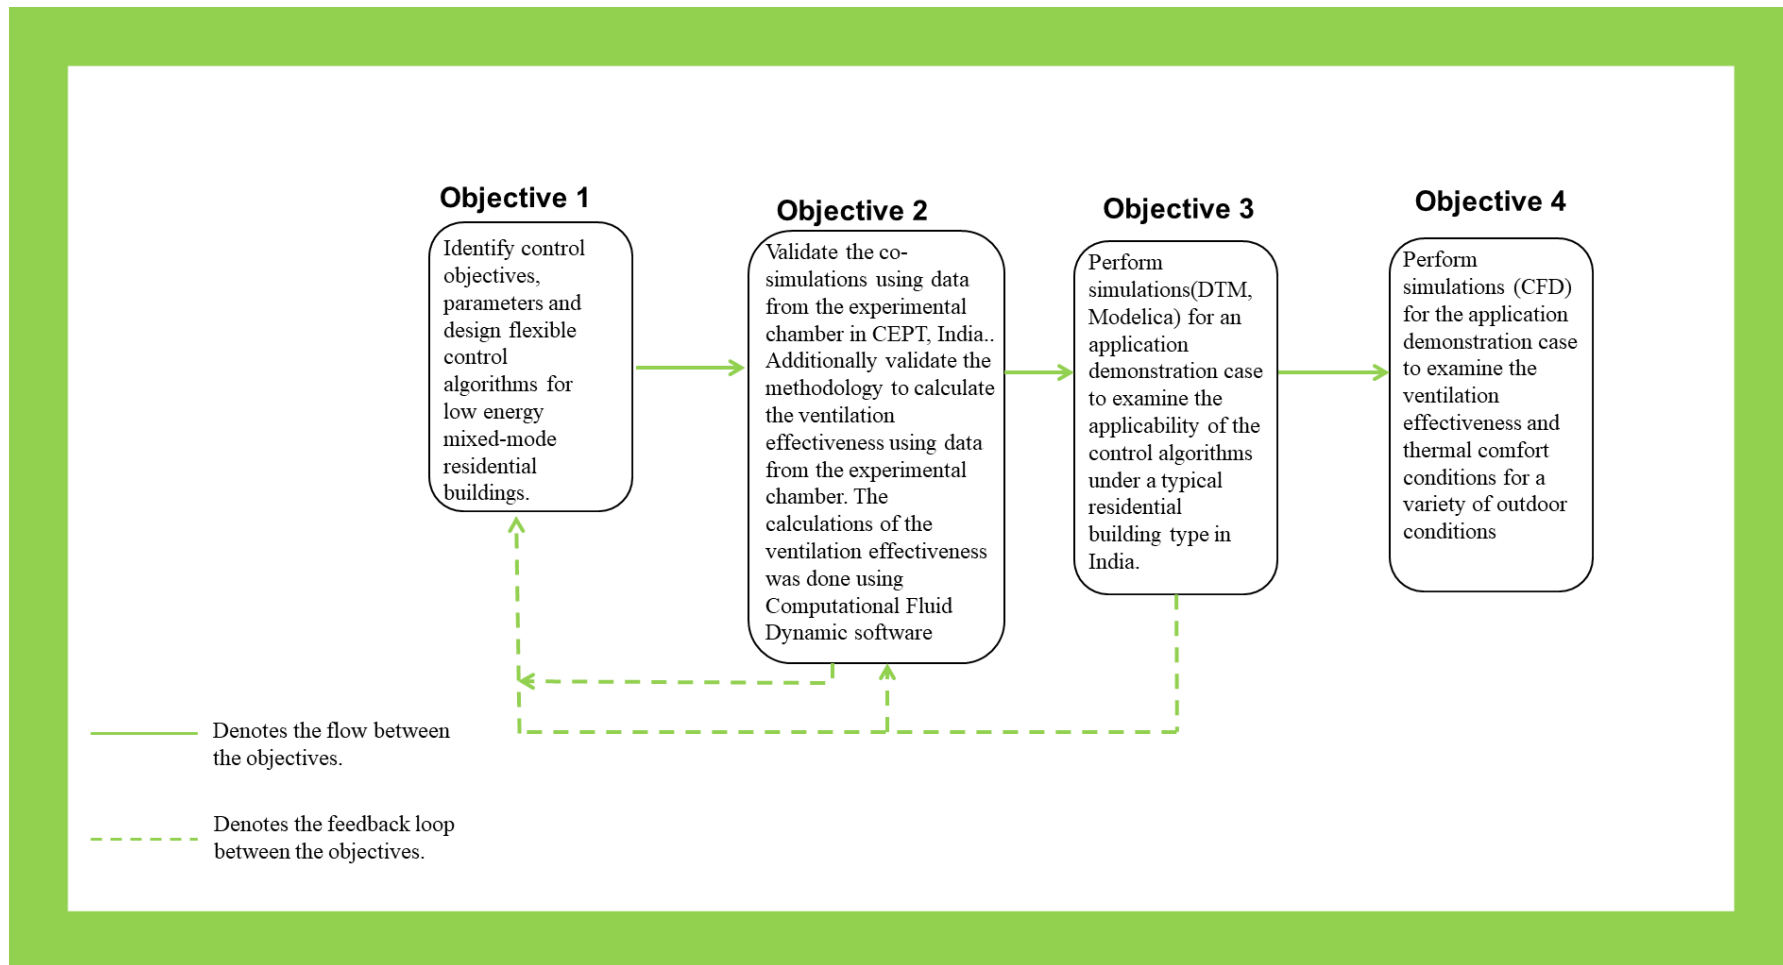 Objective 1
Identify control
objectives,
parameters and
design flexible
control
algorithms for
low energy
mixed-mode
residential
buildings.
Objective 2
Validate the co-
simulations using data
from the experimental
chamber in CEPT, India..
Additionally validate the
methodology to calculate
the ventilation
effectiveness using data
from the experimental
chamber. The
calculations of the
ventilation effectiveness
was done using
Computational Fluid
Dynamic software
Objective 3
Perform
simulations(DTM,
Modelica) for an
application
demonstration case
to examine the
applicability of the
control algorithms
under a typical
residential
building type in
India.
Objective 4
Perform
simulations (CFD)
for the application
demonstration case
to examine the
ventilation
effectiveness and
thermal comfort
conditions for a
variety of outdoor
conditions
Denotes the flow between
the objectives.
Denotes the feedback loop
between the objectives.